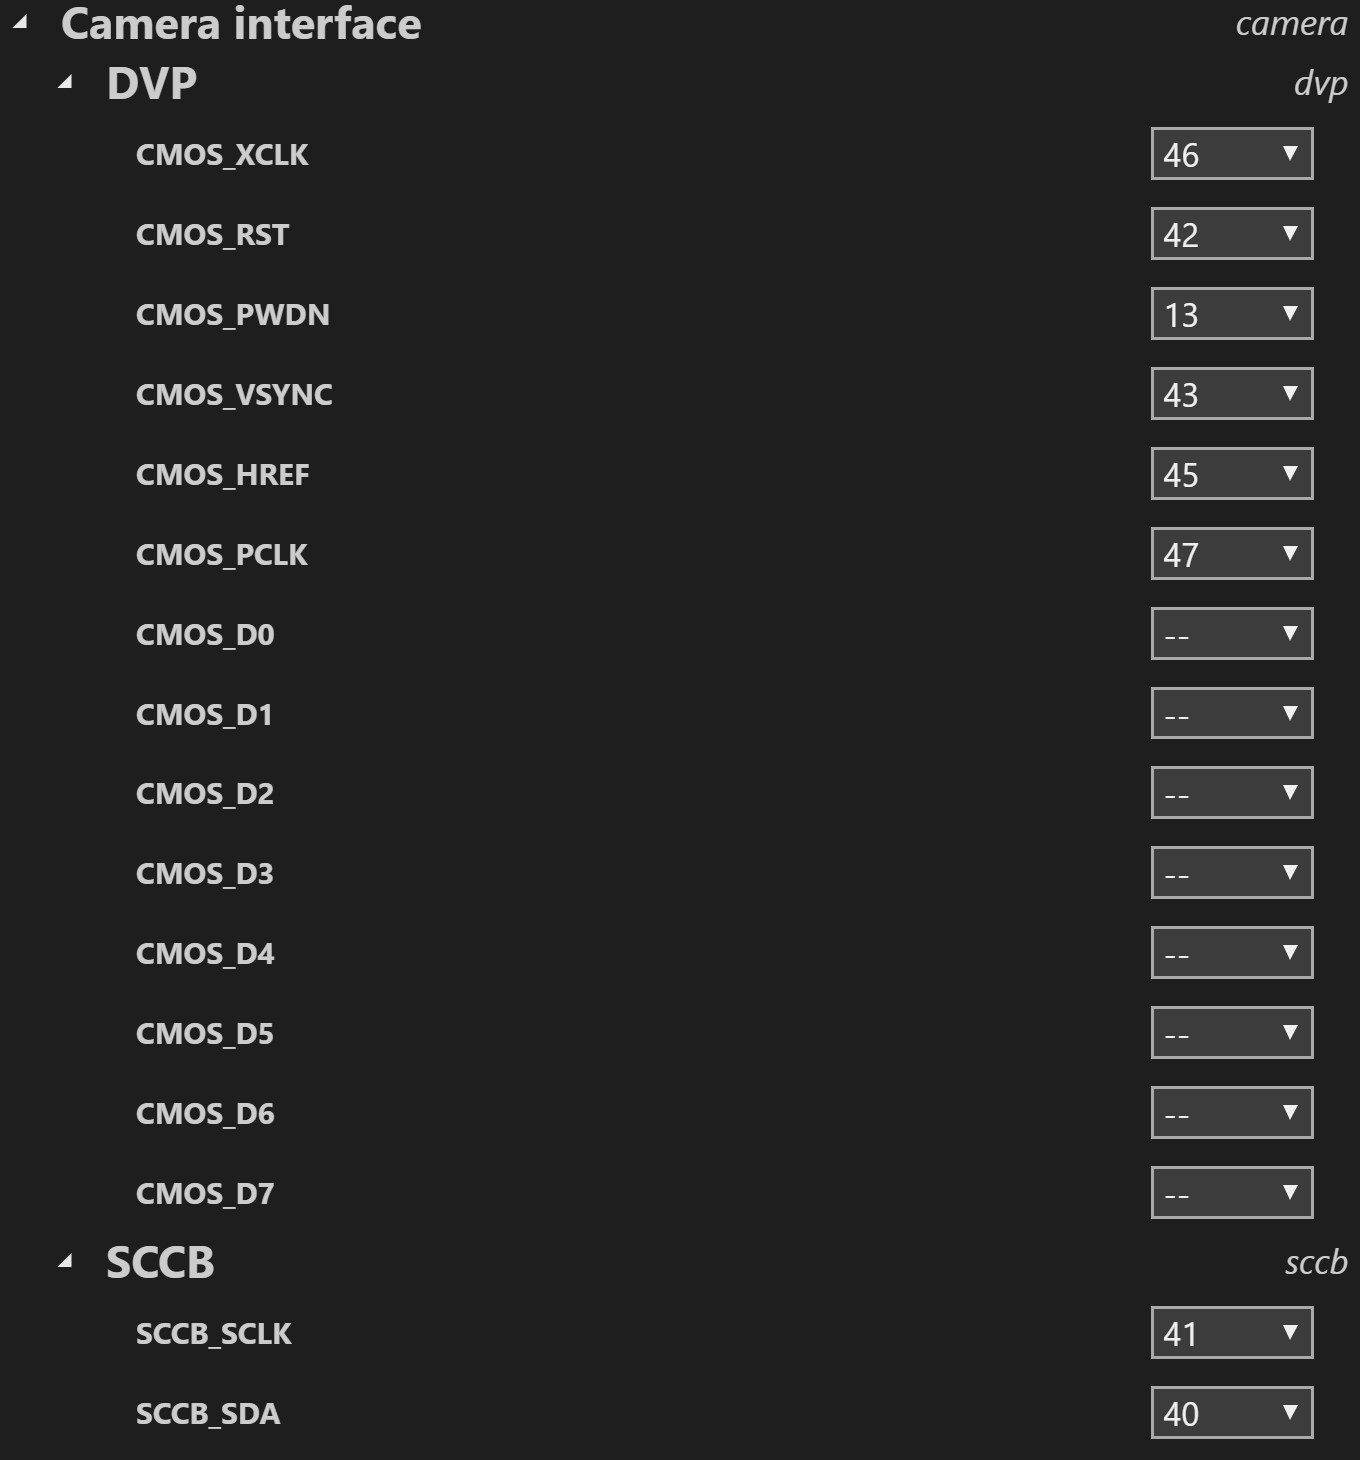 Camera interface camera
DVP dvp
CMOS_XCLK 46
CMOS_RST 42
CMOS_PWDN 13
CMOS_VSYNC 43
CMOS_HREF 45
CMOS_PCLK 47
CMOS_D0 --
CMOS_D1 --
CMOS_D2 --
CMOS_D3 --
CMOS_D4 --
CMOS_D5 --
CMOS_D6 --
CMOS_D7 --
SCCB sccb
SCCB_SCLK 41
SCCB_SDA 40